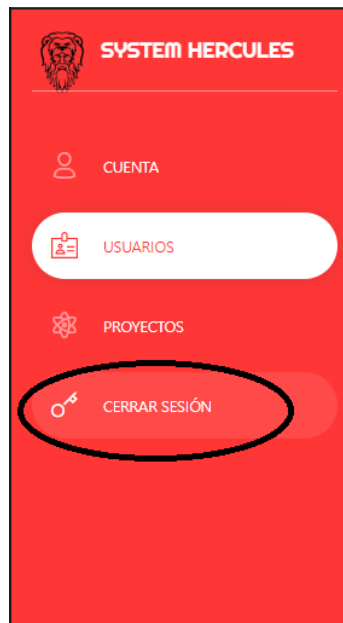 SYSTEM HERCULES
CUENTA
USUARIOS
PROYECTOS
CERRAR SESIÓN